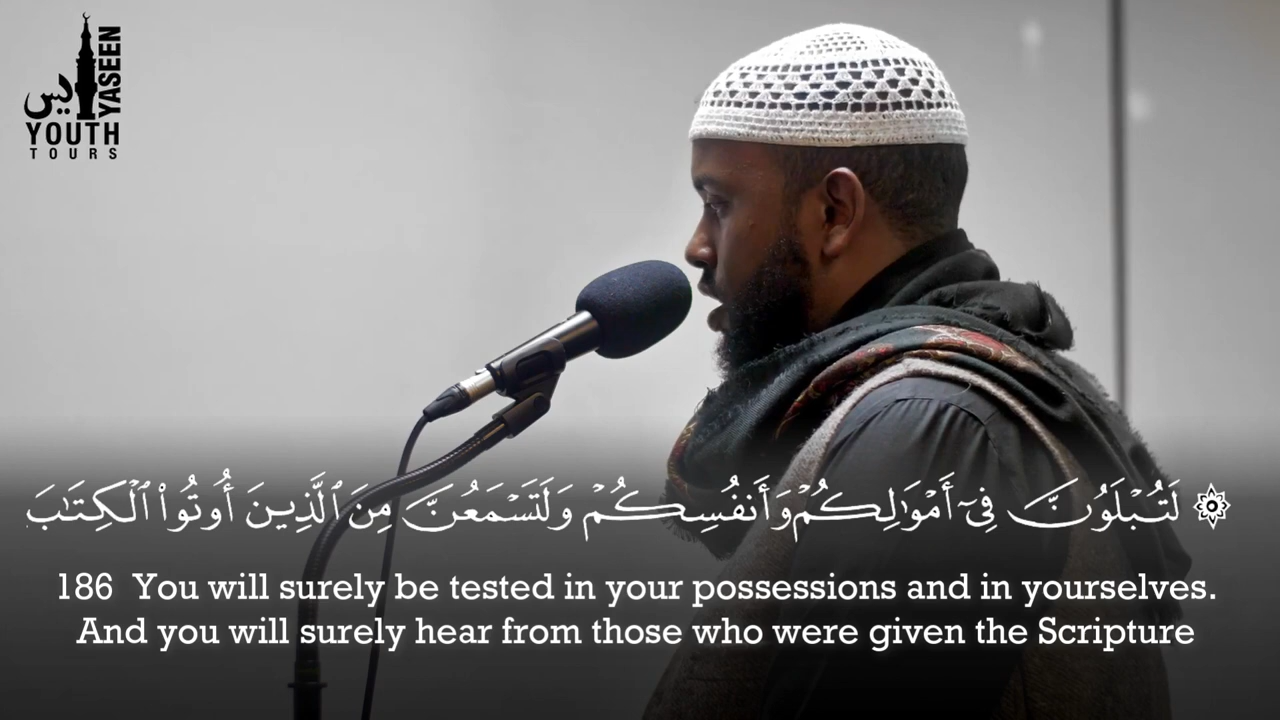 يس
YASEEN
YOUTH
TOURS
۞ لَتُبْلَوُنَّ فِىٓ أَمْوَٰلِكُمْ وَأَنفُسِكُمْ وَلَتَسْمَعُنَّ مِنَ ٱلَّذِينَ أُوتُوا۟ ٱلْكِتَـٰبَ
186 You will surely be tested in your possessions and in yourselves.
And you will surely hear from those who were given the Scripture